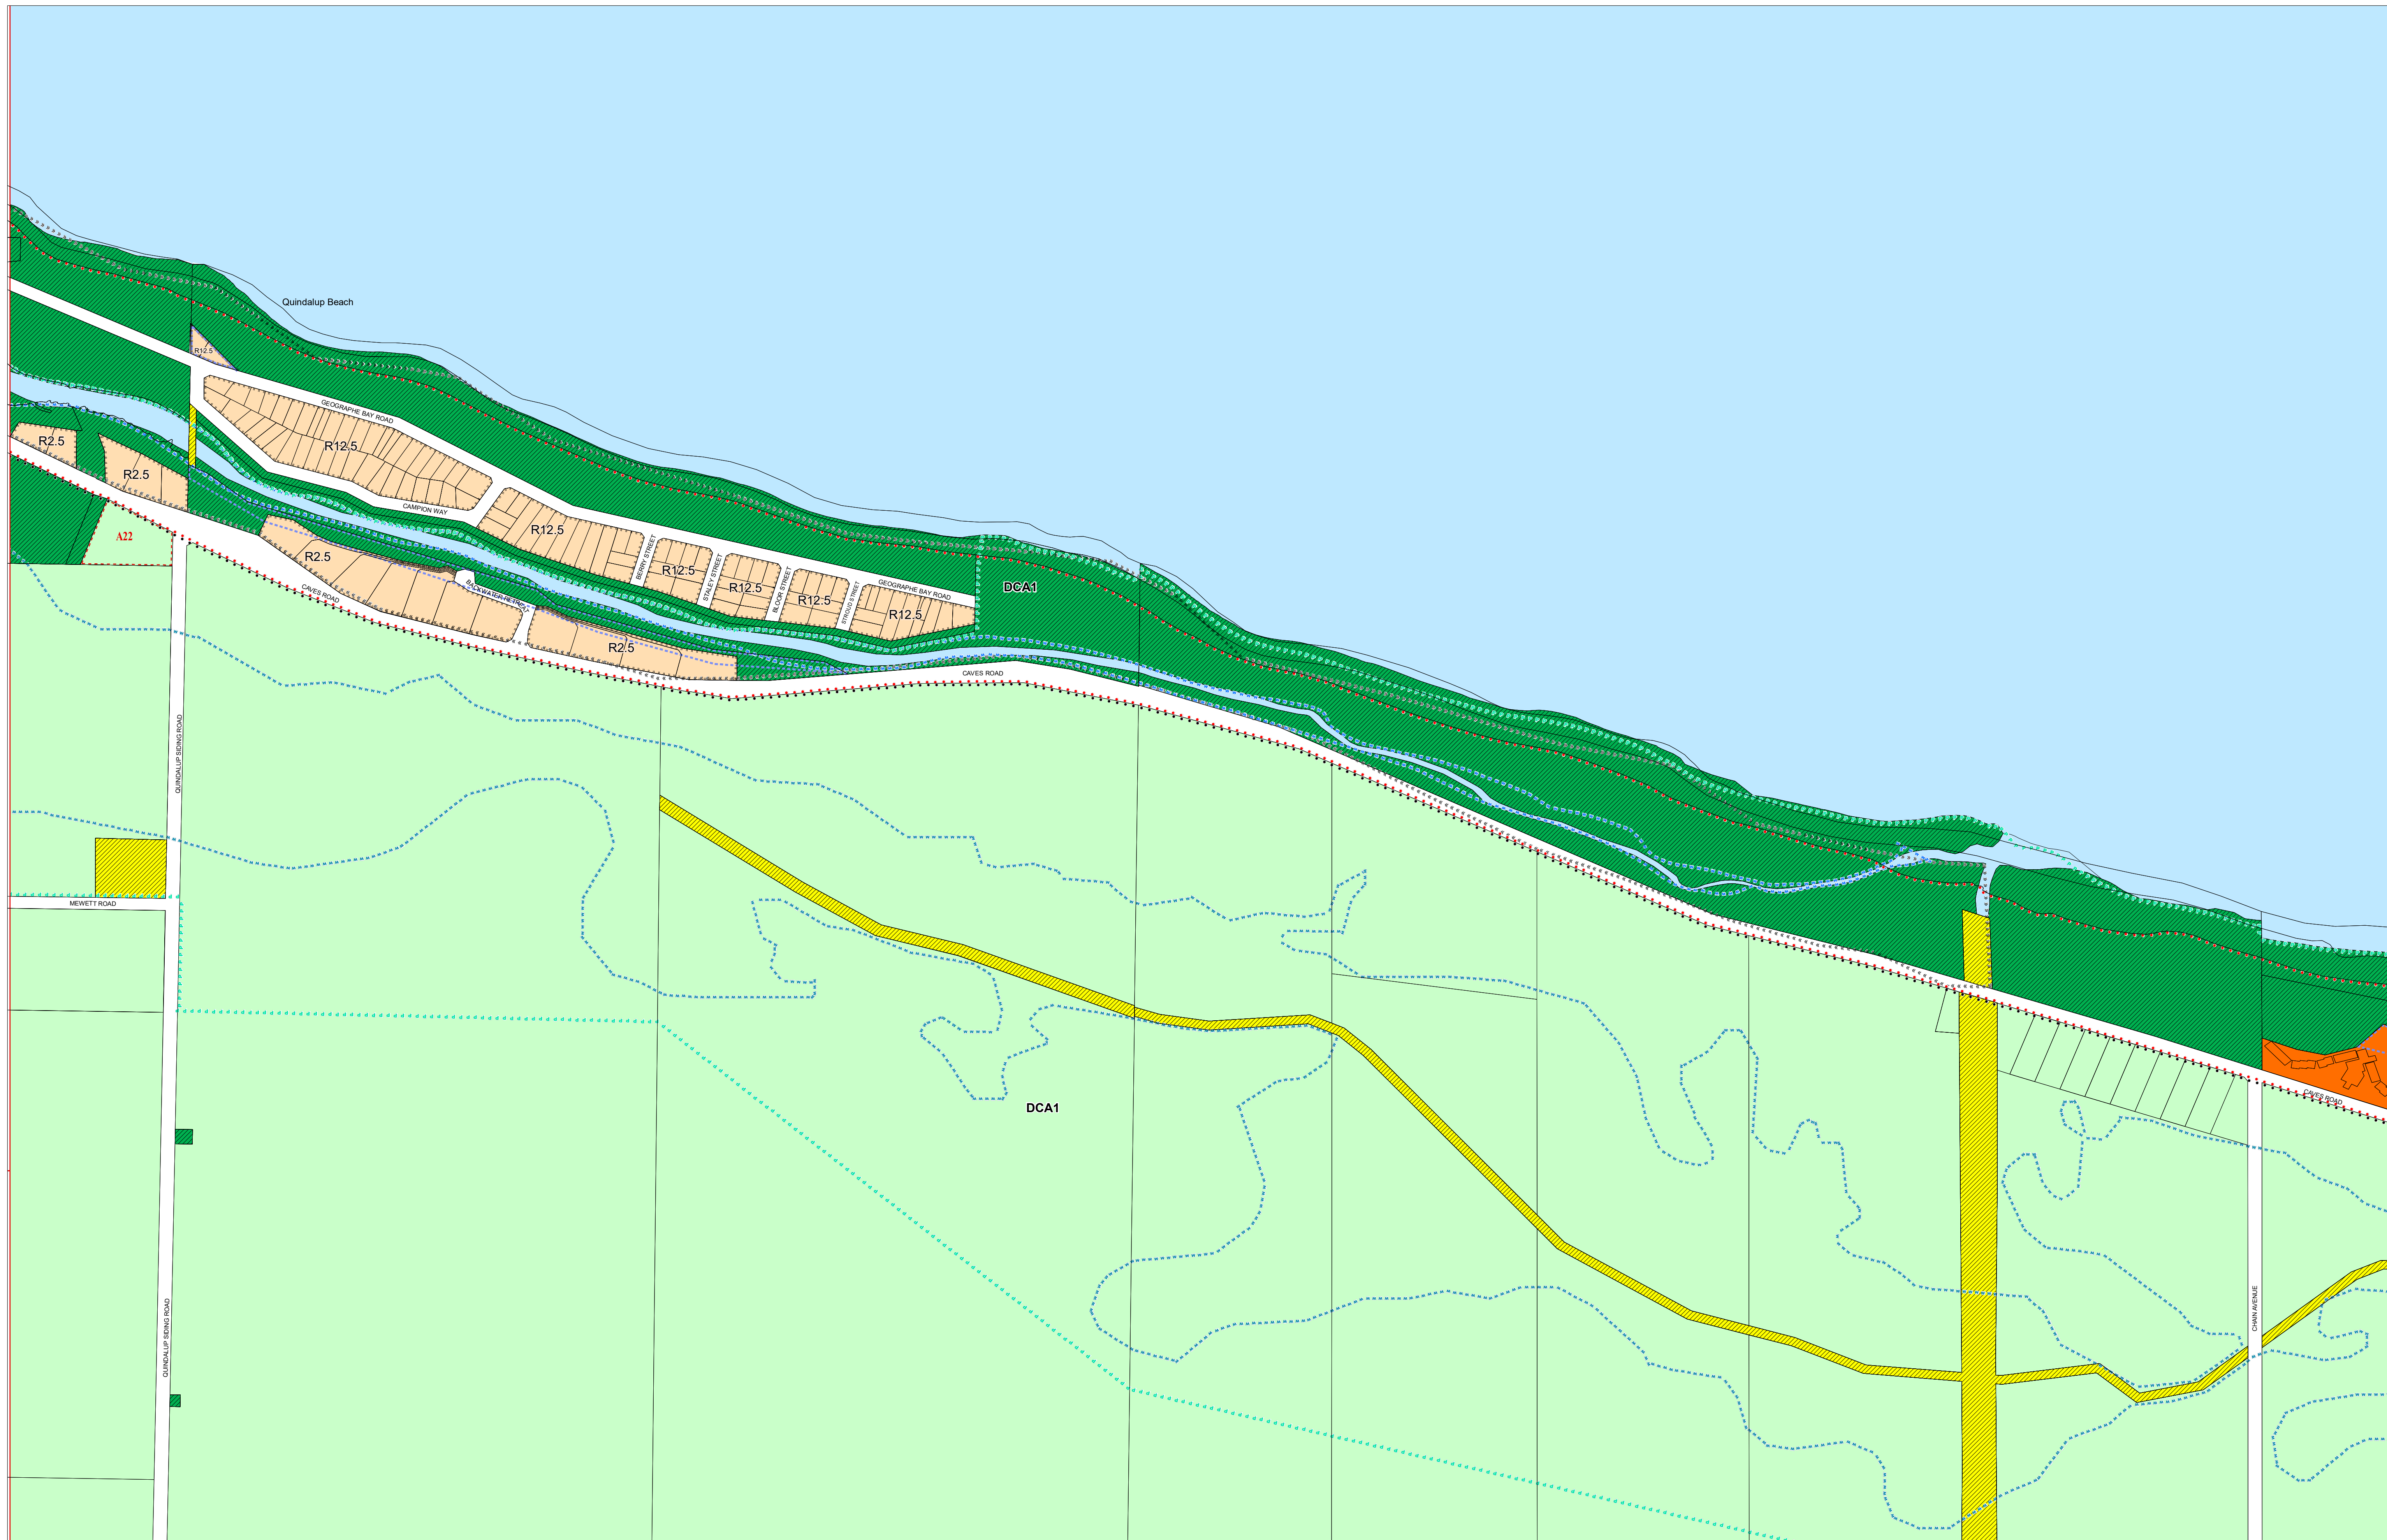 Quindalup Beach
R12.5
GEOGRAPHE BAY ROAD
R2.5
R12.5
R2.5
CAMPION WAY
A22
R12.5
R2.5
BERRY STREET
R12.5
STALEY STREET
R12.5
BLOOR STREET
R12.5
STROUD STREET
GEOGRAPHE BAY ROAD
R12.5
DCA1
BACKWATER RETREAT
CAVES ROAD
R2.5
CAVES ROAD
QUINDALUP SIDING ROAD
MEWETT ROAD
DCA1
CAVES ROAD
QUINDALUP SIDING ROAD
CHAIN AVENUE